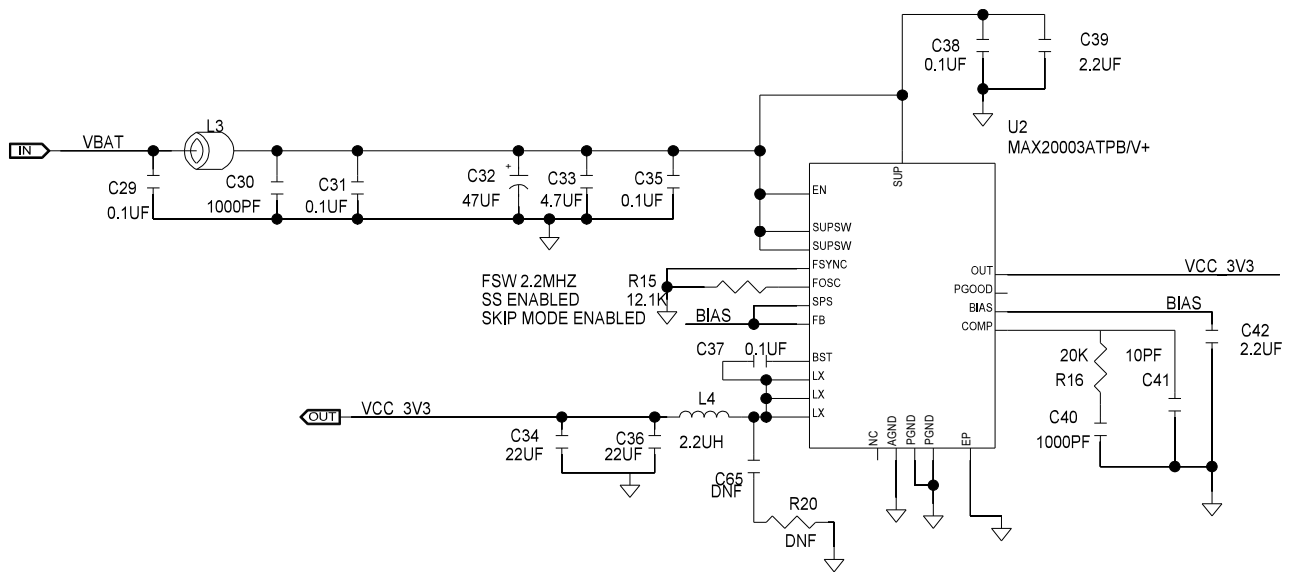 C38
0.1UF
C39
2.2UF
U2
MAX20003ATPB/V+
IN
VBAT
L3
C29
0.1UF
C30
1000PF
C31
0.1UF
C32
+
47UF
C33
4.7UF
C35
0.1UF
SUP
EN
SUPSW
SUPSW
FSYNC
FOSC
SPS
FB
BST
LX
LX
LX
OUT
PGOOD
BIAS
COMP
NC
AGND
PGND
PGND
EP
FSW 2.2MHZ
SS ENABLED
SKIP MODE ENABLED
R15
12.1K
BIAS
C37
0.1UF
VCC 3V3
BIAS
C42
2.2UF
20K
R16
10PF
C41
C40
1000PF
OUT
VCC 3V3
C34
22UF
C36
22UF
L4
2.2UH
C65
DNF
R20
DNF